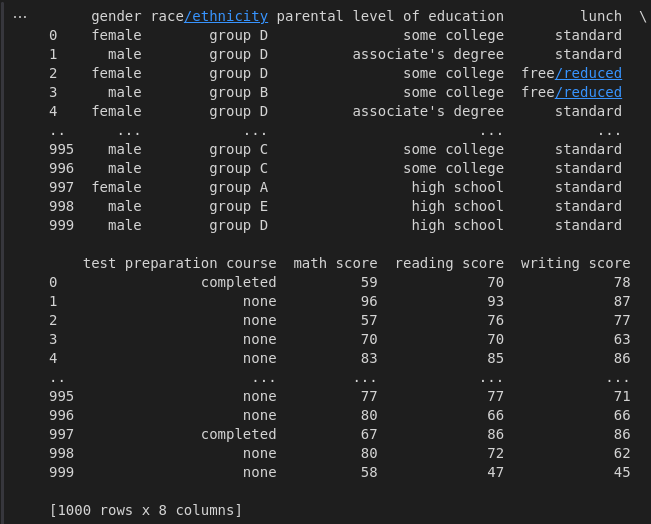 ... gender race/ethnicity parental level of education lunch \
0 female group D some college standard
1 male group D associate's degree standard
2 female group D some college free/reduced
3 male group B some college free/reduced
4 female group D associate's degree standard
.. ... ... ... ...
995 male group C some college standard
996 male group C some college standard
997 female group A high school standard
998 male group E high school standard
999 male group D high school standard
test preparation course math score reading score writing score
0 completed 59 70 78
1 none 96 93 87
2 none 57 76 77
3 none 70 70 63
4 none 83 85 86
.. ... ... ... ...
995 none 77 77 71
996 none 80 66 66
997 completed 67 86 86
998 none 80 72 62
999 none 58 47 45
[1000 rows x 8 columns]